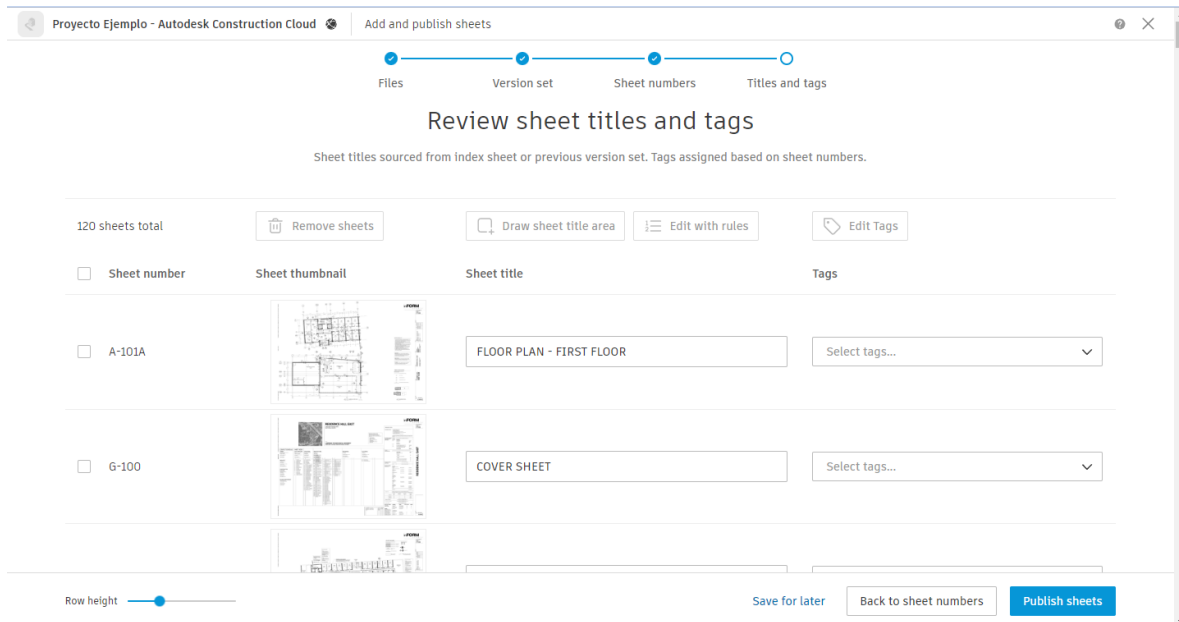 Proyecto Ejemplo - Autodesk Construction Cloud Add and publish sheets
Files Version set Sheet numbers Titles and tags
Review sheet titles and tags
Sheet titles sourced from index sheet or previous version set. Tags assigned based on sheet numbers.
120 sheets total Remove sheets Draw sheet title area Edit with rules Edit Tags
Sheet number Sheet thumbnail Sheet title Tags
A-101A FLOOR PLAN - FIRST FLOOR Select tags...
G-100 COVER SHEET Select tags...
Row height Save for later Back to sheet numbers Publish sheets